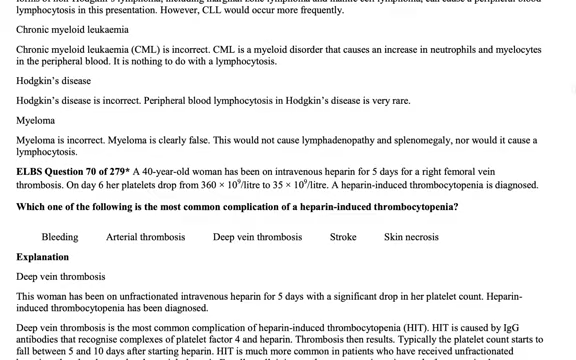 lymphocytosis in this presentation. However, CLL would occur more frequently.
Chronic myeloid leukaemia
Chronic myeloid leukaemia (CML) is incorrect. CML is a myeloid disorder that causes an increase in neutrophils and myelocytes
in the peripheral blood. It is nothing to do with a lymphocytosis.
Hodgkin's disease
Hodgkin's disease is incorrect. Peripheral blood lymphocytosis in Hodgkin's disease is very rare.
Myeloma
Myeloma is incorrect. Myeloma is clearly false. This would not cause lymphadenopathy and splenomegaly, nor would it cause a
lymphocytosis.
ELBS Question 70 of 279* A 40-year-old woman has been on intravenous heparin for 5 days for a right femoral vein
thrombosis. On day 6 her platelets drop from 360 × 10⁹/litre to 35 × 10⁹/litre. A heparin-induced thrombocytopenia is diagnosed.
Which one of the following is the most common complication of a heparin-induced thrombocytopenia?
Bleeding Arterial thrombosis Deep vein thrombosis Stroke Skin necrosis
Explanation
Deep vein thrombosis
This woman has been on unfractionated intravenous heparin for 5 days with a significant drop in her platelet count. Heparin-
induced thrombocytopenia has been diagnosed.
Deep vein thrombosis is the most common complication of heparin-induced thrombocytopenia (HIT). HIT is caused by IgG
antibodies that recognise complexes of platelet factor 4 and heparin. Thrombosis then results. Typically the platelet count starts to
fall between 5 and 10 days after starting heparin. HIT is much more common in patients who have received unfractionated